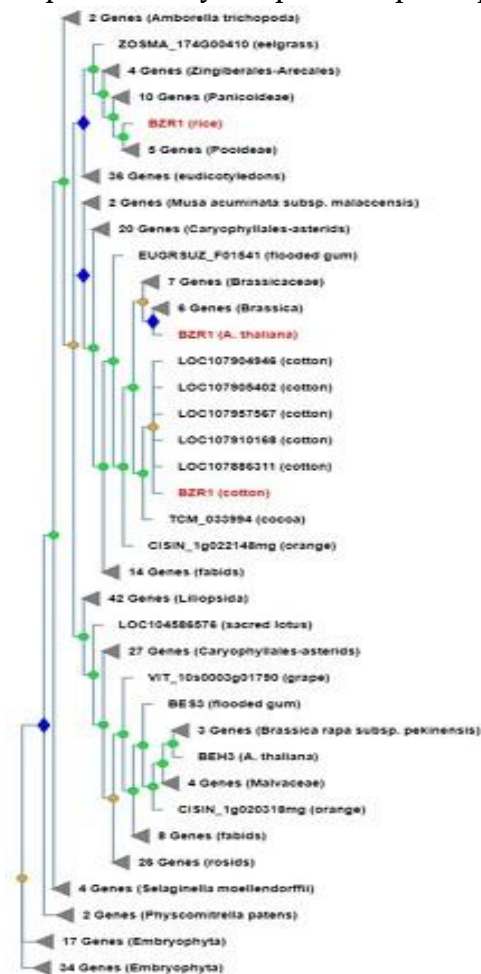 2 Genes (Amborella trichopoda)
ZOSMA_174G00410 (eelgrass)
4 Genes (Zingiberales-Arecales)
10 Genes (Panicoideae)
BZR1 (rice)
5 Genes (Pooideae)
36 Genes (eudicotyledons)
2 Genes (Musa acuminata subsp. malaccensis)
20 Genes (Caryophyllales-asterids)
EUGRSUZ_F01541 (flooded gum)
7 Genes (Brassicaceae)
6 Genes (Brassica)
BZR1 (A. thaliana)
LOC107904946 (cotton)
LOC107905402 (cotton)
LOC107957567 (cotton)
LOC107910168 (cotton)
LOC107886311 (cotton)
BZR1 (cotton)
TCM_033994 (cocoa)
CISIN_1g022148mg (orange)
14 Genes (fabids)
42 Genes (Liliopsida)
LOC104586576 (sacred lotus)
27 Genes (Caryophyllales-asterids)
VIT_10s0003g01790 (grape)
BES3 (flooded gum)
3 Genes (Brassica rapa subsp. pekinensis)
BEH3 (A. thaliana)
4 Genes (Malvaceae)
CISIN_1g020318mg (orange)
8 Genes (fabids)
26 Genes (rosids)
4 Genes (Selaginella moellendorffii)
2 Genes (Physcomitrella patens)
17 Genes (Embryophyta)
34 Genes (Embryophyta)